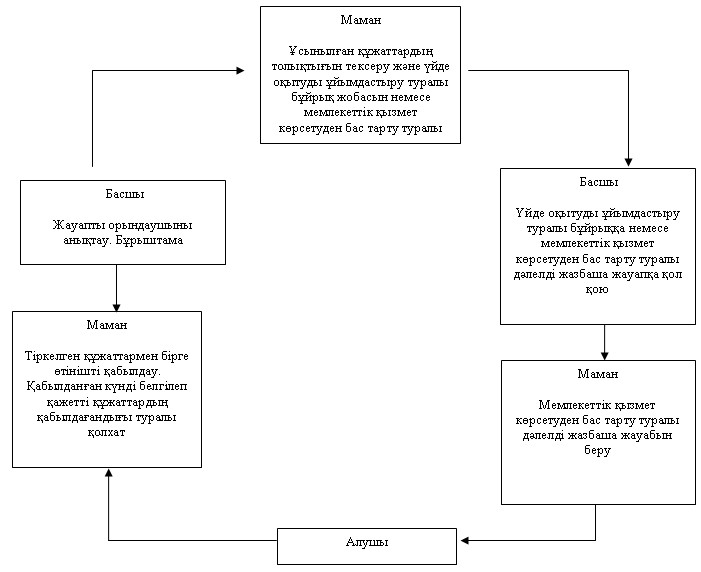 Маман
Ұсынылған құжаттардың
толықтығын тексеру және үйде
оқытуды ұйымдастыру туралы
бұйрық жобасын немесе
мемлекеттік қызмет
көрсетуден бас тарту туралы
Басшы
Жауапты орындаушыны
анықтау. Бұрыштама
Басшы
Үйде оқытуды ұйымдастыру
туралы бұйрыққа немесе
мемлекеттік қызмет
көрсетуден бас тарту туралы
дәлелді жазбаша жауапқа қол
қою
Маман
Тіркелген құжаттармен бірге
өтінішті қабылдау.
Қабылданған күнді белгілеп
қажетті құжаттардың
қабылдағандығы туралы
қолхат
Маман
Мемлекеттік қызмет
көрсетуден бас тарту туралы
дәлелді жазбаша жауабын
беру
Алушы